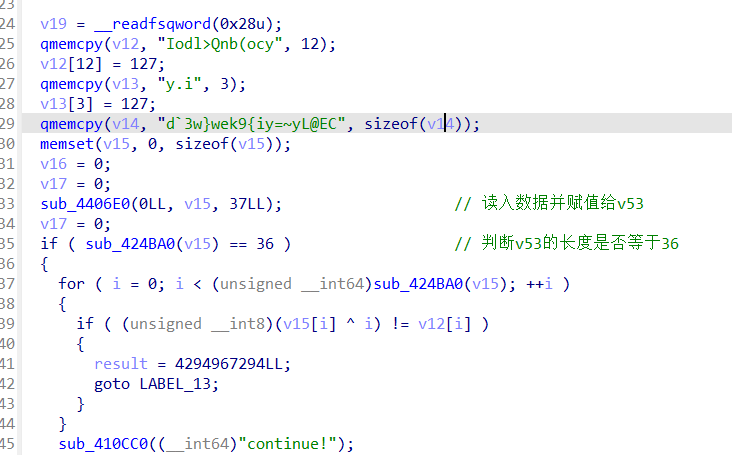 23
24 v19 = __readfsqword(0x28u);
25 qmemcpy(v12, "Iodl>Qnb(ocy", 12);
26 v12[12] = 127;
27 qmemcpy(v13, "y.i", 3);
28 v13[3] = 127;
29 qmemcpy(v14, "d`3w}wek9{iy=~yL@EC", sizeof(v14));
30 memset(v15, 0, sizeof(v15));
31 v16 = 0;
32 v17 = 0;
33 sub_4406E0(0LL, v15, 37LL); // 读入数据并赋值给v53
34 v17 = 0;
35 if ( sub_424BA0(v15) == 36 ) // 判断v53的长度是否等于36
36 {
37 for ( i = 0; i < (unsigned __int64)sub_424BA0(v15); ++i )
38 {
39 if ( (unsigned __int8)(v15[i] ^ i) != v12[i] )
40 {
41 result = 4294967294LL;
42 goto LABEL_13;
43 }
44 }
45 sub_410CC0((__int64)"continue!");